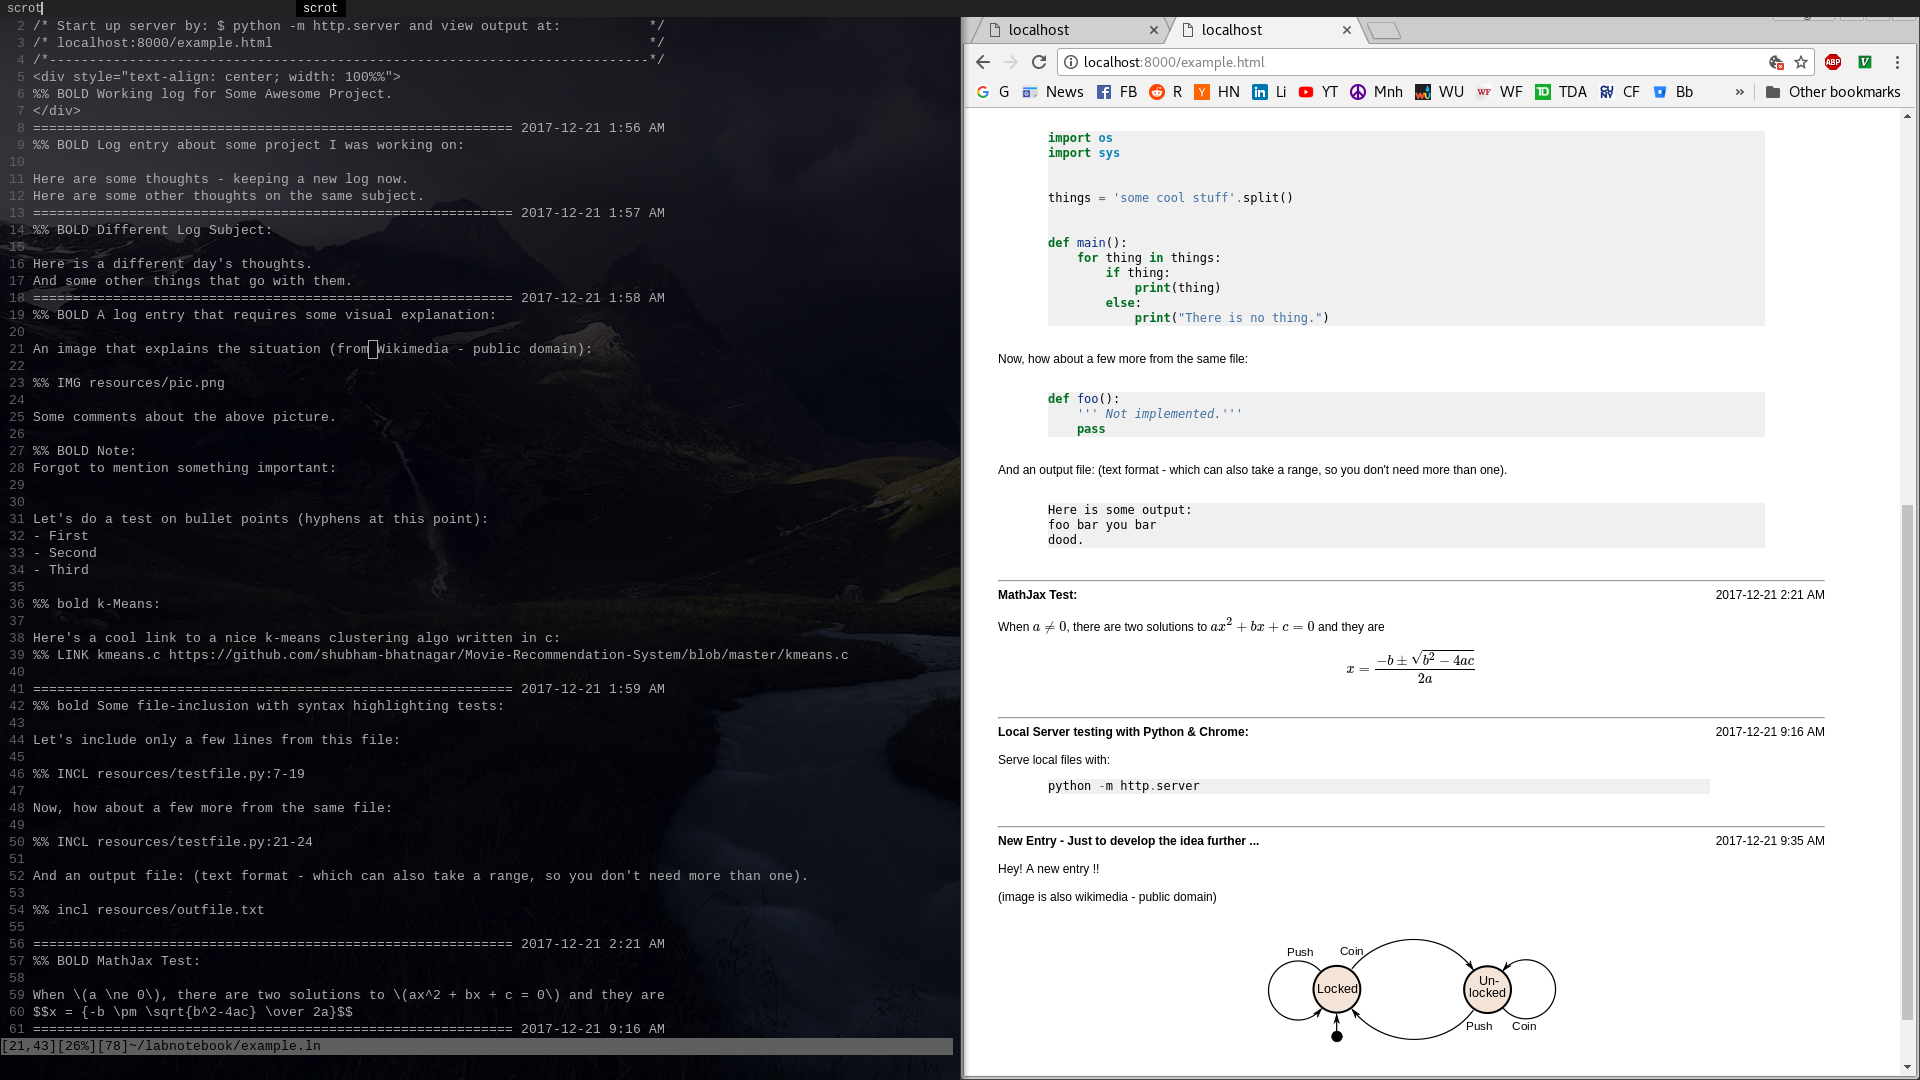 scrot
scrot
2 /* Start up server by: $ python -m http.server and view output at: */
3 /* localhost:8000/example.html */
4 /*---------------------------------------------------------------------------*/
5 <div style="text-align: center; width: 100%%">
6 %% BOLD Working log for Some Awesome Project.
7 </div>
8 ============================================================ 2017-12-21 1:56 AM
9 %% BOLD Log entry about some project I was working on:
10
11 Here are some thoughts - keeping a new log now.
12 Here are some other thoughts on the same subject.
13 ============================================================ 2017-12-21 1:57 AM
14 %% BOLD Different Log Subject:
15
16 Here is a different day's thoughts.
17 And some other things that go with them.
18 ============================================================ 2017-12-21 1:58 AM
19 %% BOLD A log entry that requires some visual explanation:
20
21 An image that explains the situation (from Wikimedia - public domain):
22
23 %% IMG resources/pic.png
24
25 Some comments about the above picture.
26
27 %% BOLD Note:
28 Forgot to mention something important:
29
30
31 Let's do a test on bullet points (hyphens at this point):
32 - First
33 - Second
34 - Third
35
36 %% bold k-Means:
37
38 Here's a cool link to a nice k-means clustering algo written in c:
39 %% LINK kmeans.c https://github.com/shubham-bhatnagar/Movie-Recommendation-System/blob/master/kmeans.c
40
41 ============================================================ 2017-12-21 1:59 AM
42 %% bold Some file-inclusion with syntax highlighting tests:
43
44 Let's include only a few lines from this file:
45
46 %% INCL resources/testfile.py:7-19
47
48 Now, how about a few more from the same file:
49
50 %% INCL resources/testfile.py:21-24
51
52 And an output file: (text format - which can also take a range, so you don't need more than one).
53
54 %% incl resources/outfile.txt
55
56 ============================================================ 2017-12-21 2:21 AM
57 %% BOLD MathJax Test:
58
59 When \(a \ne 0\), there are two solutions to \(ax^2 + bx + c = 0\) and they are
60 $$x = {-b \pm \sqrt{b^2-4ac} \over 2a}$$
61 ============================================================ 2017-12-21 9:16 AM
[21,43][26%][78]~/labnotebook/example.ln
localhost
localhost
localhost:8000/example.html
ABP
G News FB R HN Li YT Mnh WU WF TDA CF Bb » Other bookmarks
import os
import sys
things = 'some cool stuff'.split()
def main():
    for thing in things:
        if thing:
            print(thing)
        else:
            print("There is no thing.")
Now, how about a few more from the same file:
def foo():
    ''' Not implemented.'''
    pass
And an output file: (text format - which can also take a range, so you don't need more than one).
Here is some output:
foo bar you bar
dood.
MathJax Test: 2017-12-21 2:21 AM
When a ≠ 0, there are two solutions to ax² + bx + c = 0 and they are
x = (−b ± √(b² − 4ac)) / 2a
Local Server testing with Python & Chrome: 2017-12-21 9:16 AM
Serve local files with:
python -m http.server
New Entry - Just to develop the idea further ... 2017-12-21 9:35 AM
Hey! A new entry !!
(image is also wikimedia - public domain)
Push
Coin
Locked
Un-
locked
Push
Coin